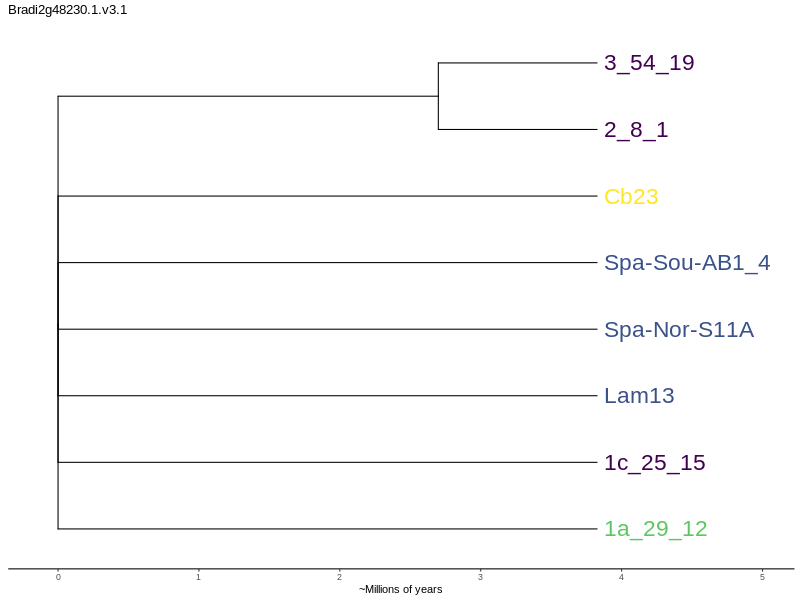 Bradi2g48230.1.v3.1
3_54_19
2_8_1
Cb23
Spa-Sou-AB1_4
Spa-Nor-S11A
Lam13
1c_25_15
1a_29_12
0 1 2 3 4 5
~Millions of years